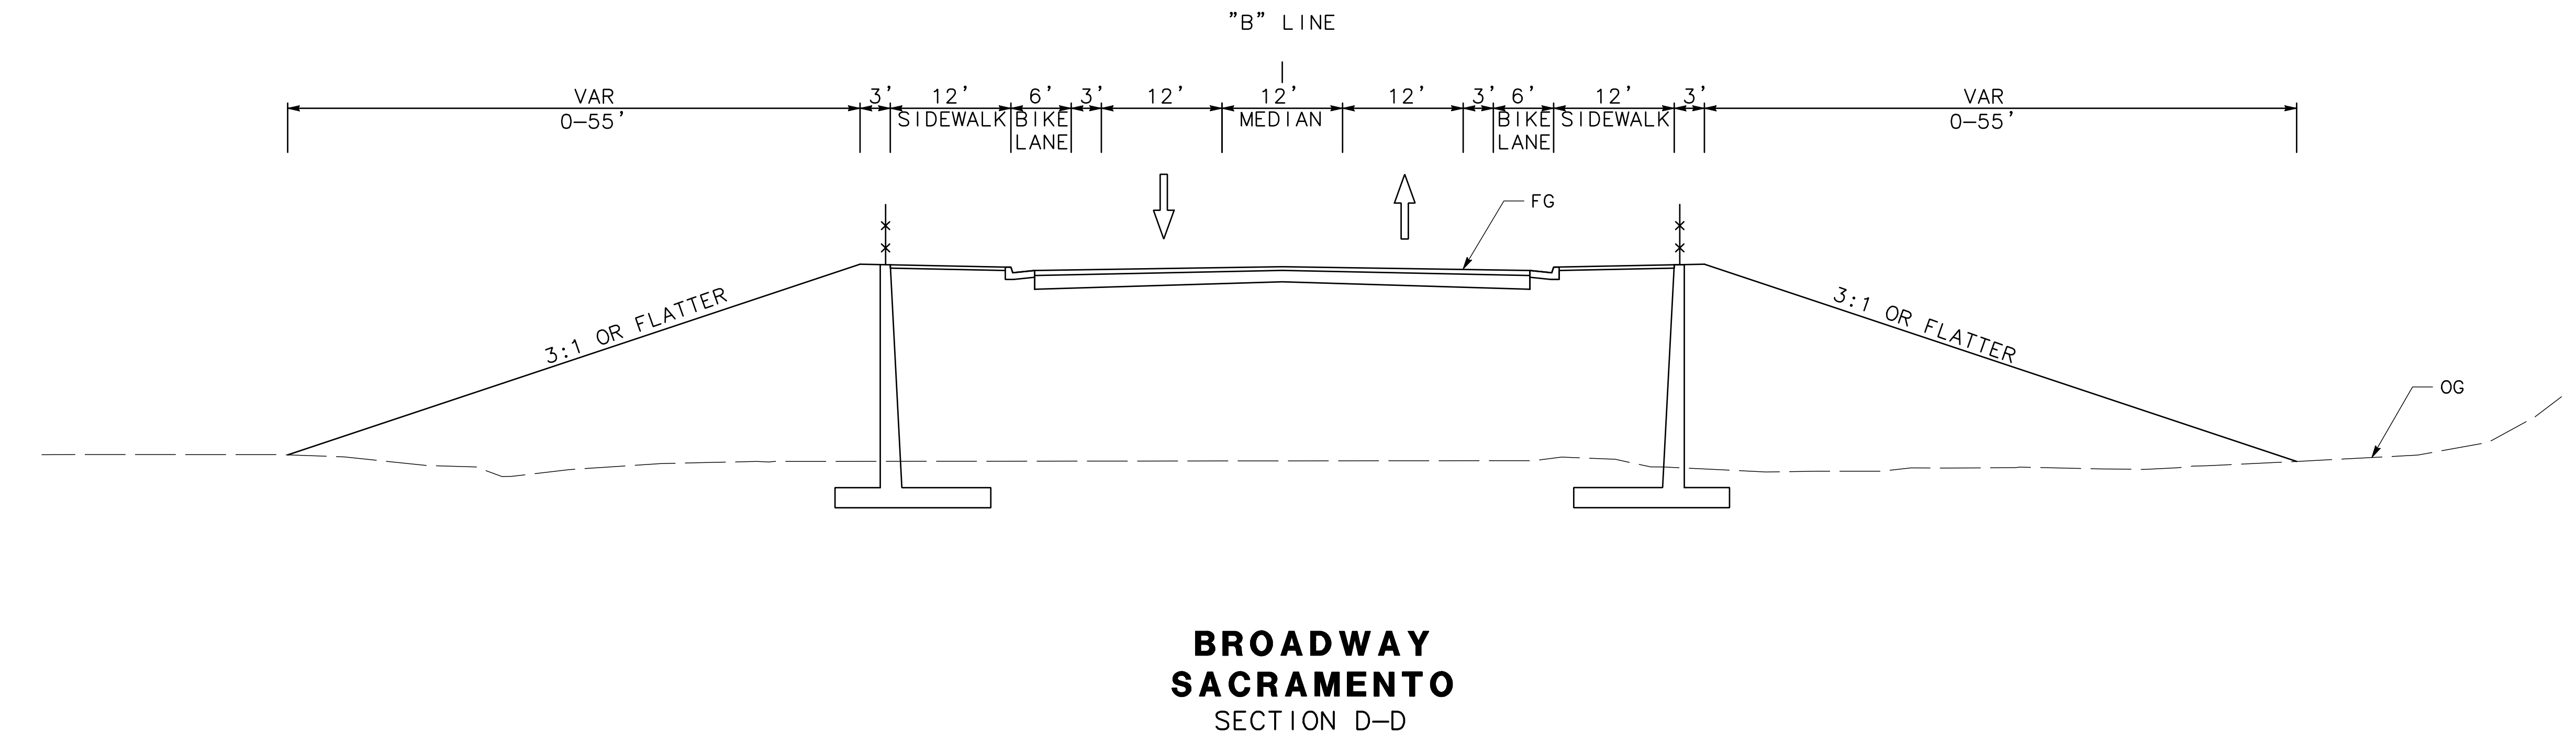 "B" LINE
VAR 3' 12' 6' 3' 12' 12' 12' 3' 6' 12' 3' VAR
0-55' SIDEWALK BIKE MEDIAN BIKE SIDEWALK 0-55'
LANE LANE
FG
3:1 OR FLATTER
3:1 OR FLATTER
OG
BROADWAY
SACRAMENTO
SECTION D-D